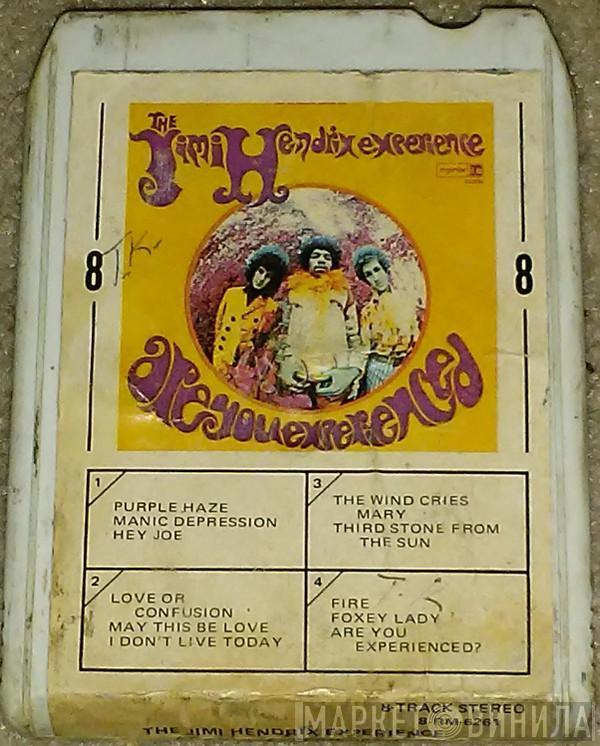 THE
Jimi Hendrix experience
reprise
are you experienced
8
T.K.
8
1
PURPLE HAZE
MANIC DEPRESSION
HEY JOE
2
LOVE OR
CONFUSION
MAY THIS BE LOVE
I DON'T LIVE TODAY
3
THE WIND CRIES
MARY
THIRD STONE FROM
THE SUN
4
FIRE
FOXEY LADY
ARE YOU
EXPERIENCED?
8-TRACK STEREO
8 RM-6261
THE JIMI HENDRIX EXPERIENCE
МАРКЕТ ВИНИЛА